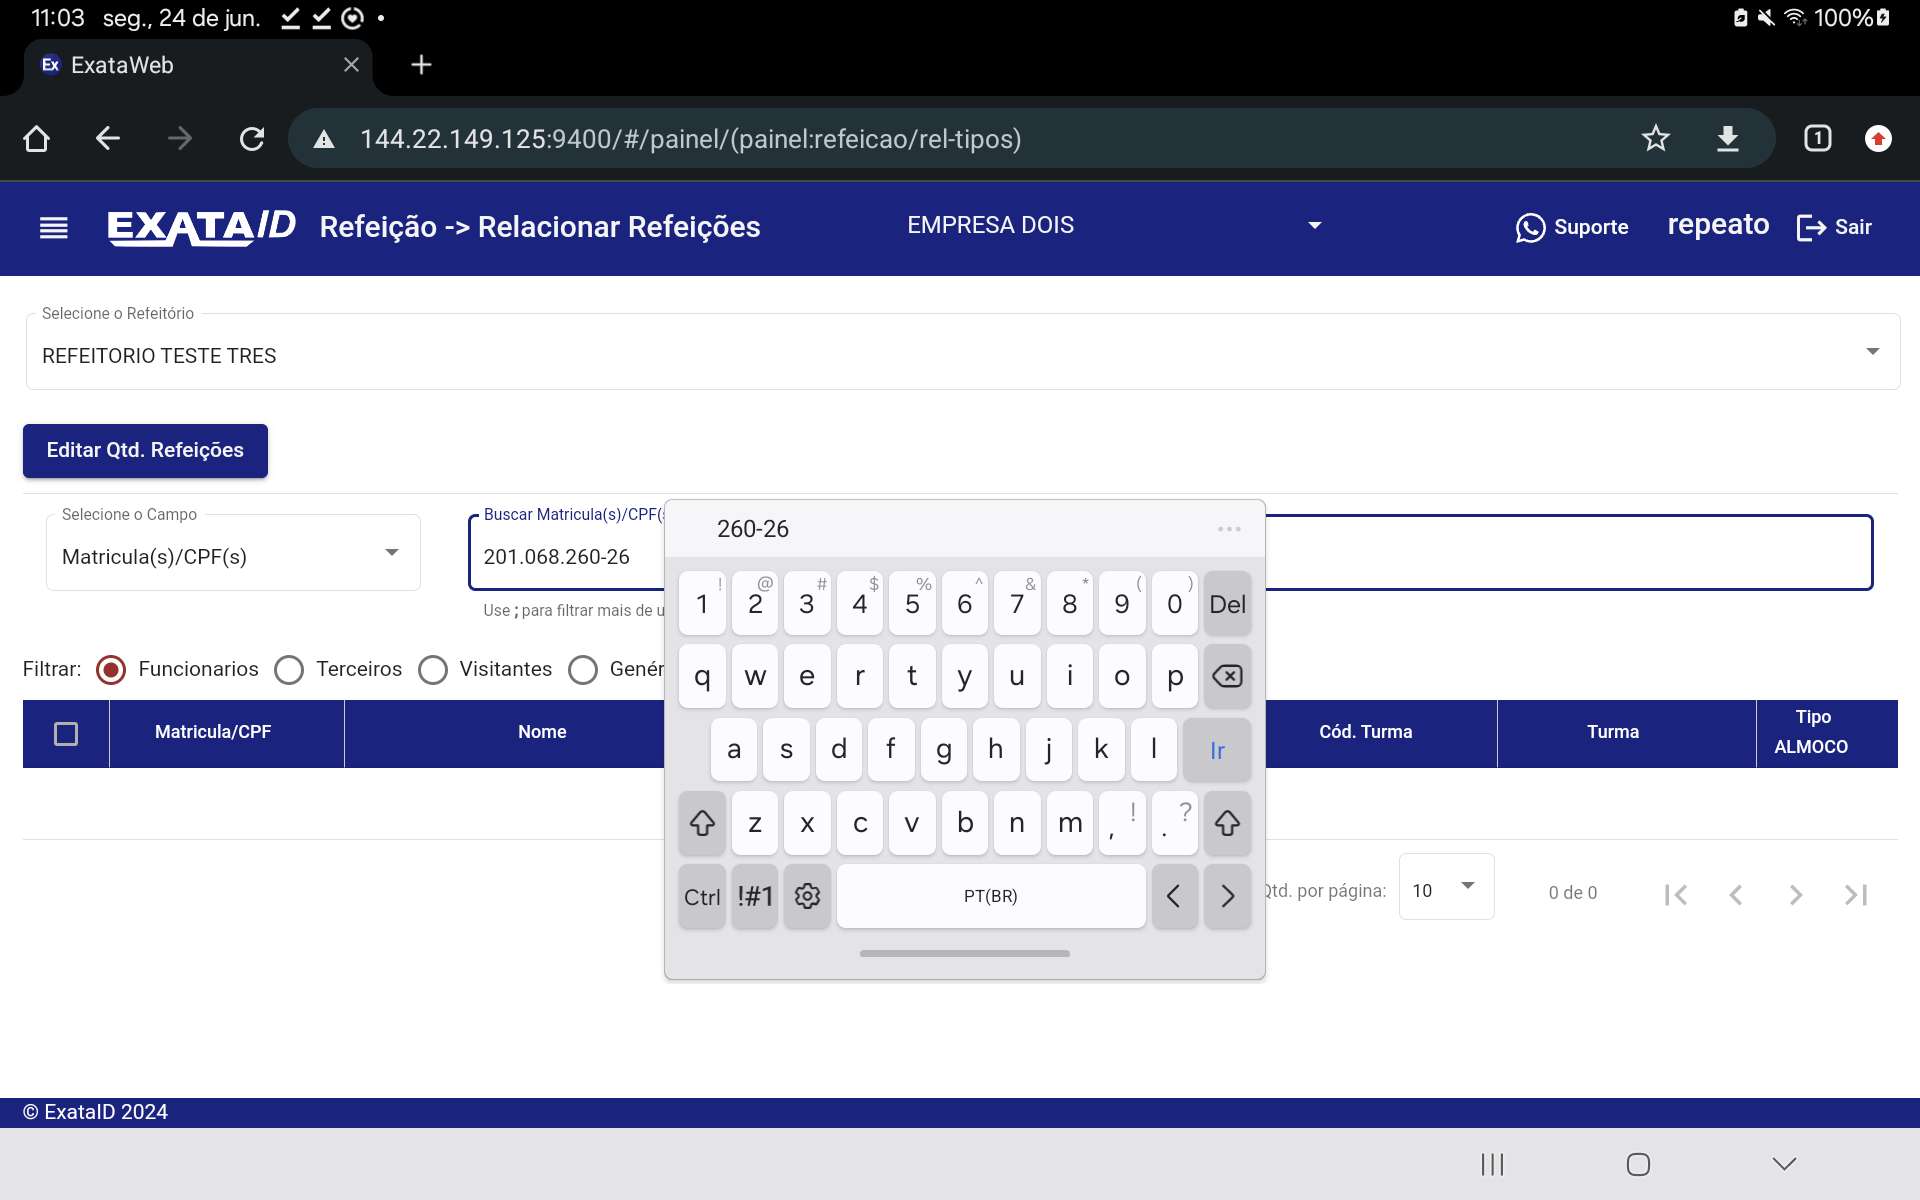 11:03 seg., 24 de jun. 100%
Ex ExataWeb
144.22.149.125:9400/#/painel/(painel:refeicao/rel-tipos) 1
EXATAID Refeição -> Relacionar Refeições EMPRESA DOIS Suporte repeato Sair
Selecione o Refeitório
REFEITORIO TESTE TRES
Editar Qtd. Refeições
Selecione o Campo
Matricula(s)/CPF(s)
Buscar Matricula(s)/CPF(s
201.068.260-26
Use ; para filtrar mais de u
Filtrar: Funcionarios Terceiros Visitantes Genér
Matricula/CPF Nome Cód. Turma Turma Tipo ALMOCO
Qtd. por página: 10 0 de 0
260-26 ...
! @ # $ % ^ & * ( )
1 2 3 4 5 6 7 8 9 0 Del
q w e r t y u i o p
a s d f g h j k l Ir
z x c v b n m , ! . ?
Ctrl !#1 PT(BR) < >
© ExataID 2024